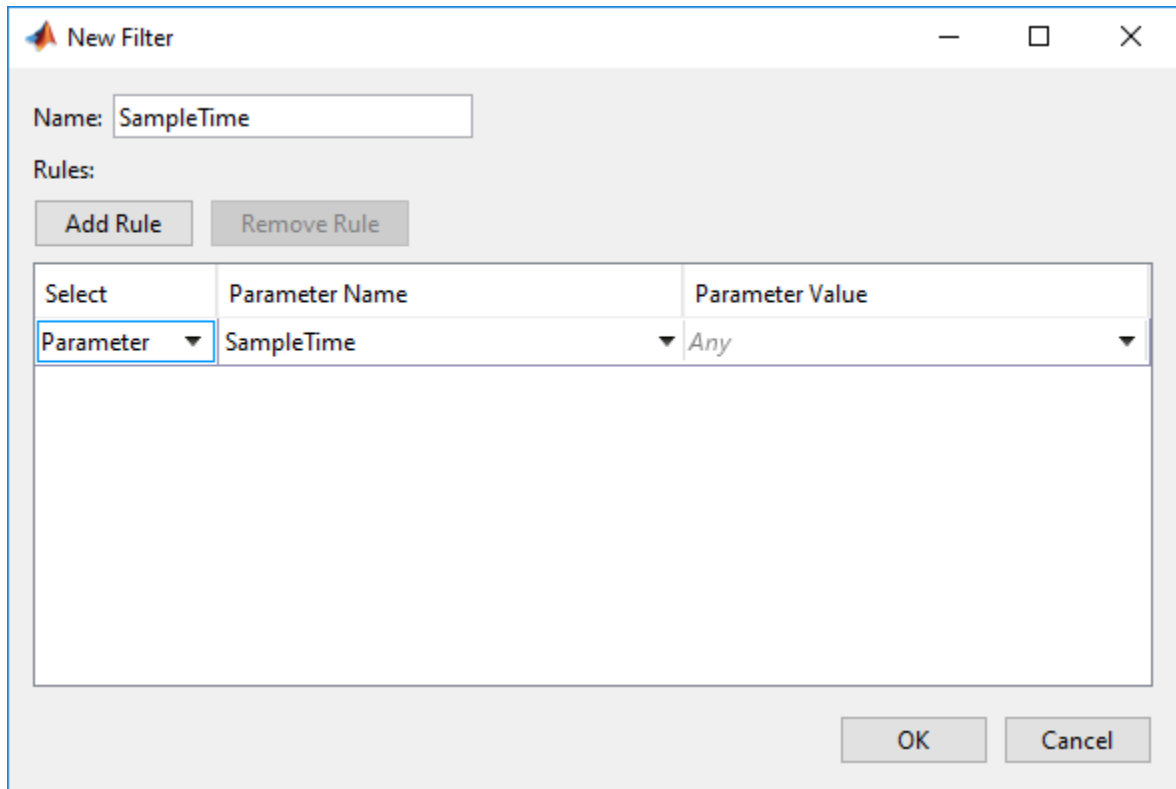 New Filter
Name: SampleTime
Rules:
Add Rule Remove Rule
Select Parameter Name Parameter Value
Parameter SampleTime Any
OK Cancel